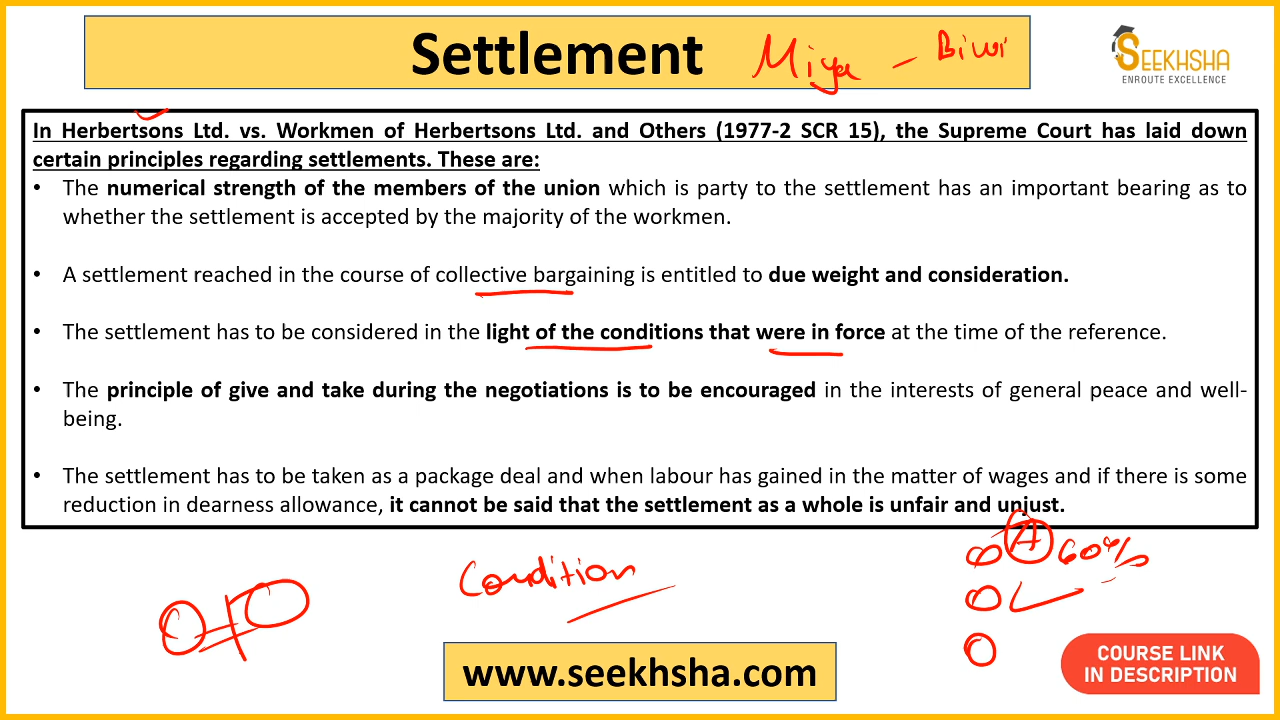 Settlement Miya - Biwi
SEEKHSHA
ENROUTE EXCELLENCE
In Herbertsons Ltd. vs. Workmen of Herbertsons Ltd. and Others (1977-2 SCR 15), the Supreme Court has laid down
certain principles regarding settlements. These are:
• The numerical strength of the members of the union which is party to the settlement has an important bearing as to
whether the settlement is accepted by the majority of the workmen.
• A settlement reached in the course of collective bargaining is entitled to due weight and consideration.
• The settlement has to be considered in the light of the conditions that were in force at the time of the reference.
• The principle of give and take during the negotiations is to be encouraged in the interests of general peace and well-
being.
• The settlement has to be taken as a package deal and when labour has gained in the matter of wages and if there is some
reduction in dearness allowance, it cannot be said that the settlement as a whole is unfair and unjust.
A 60%
Condition
www.seekhsha.com
COURSE LINK
IN DESCRIPTION